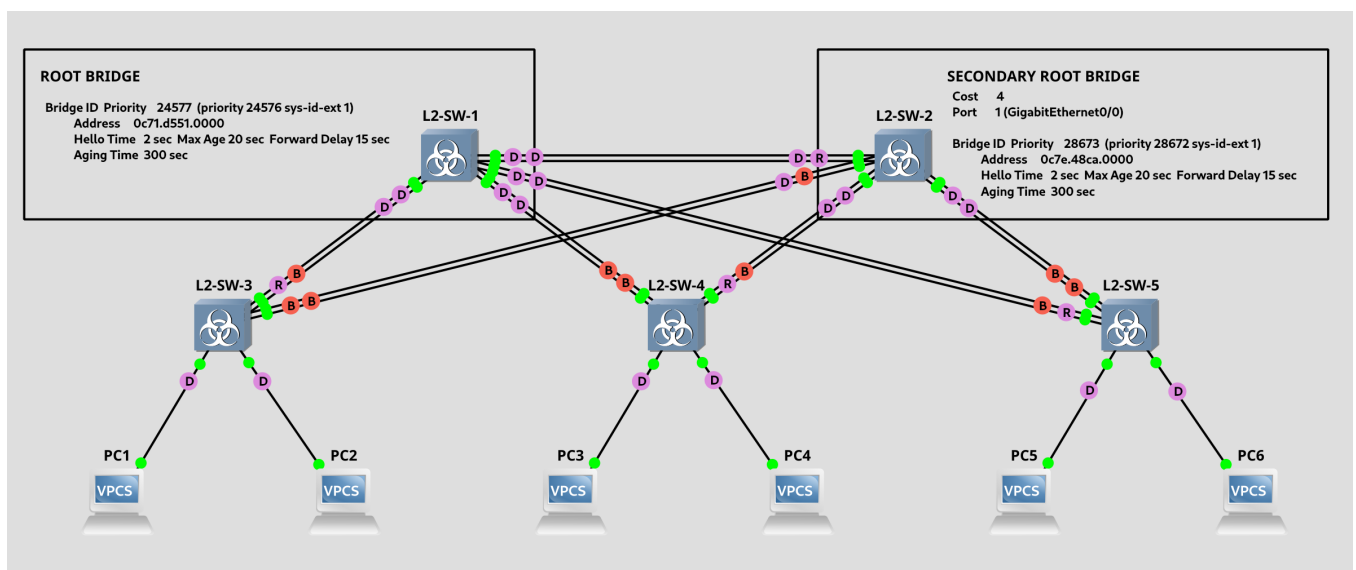 ROOT BRIDGE
Bridge ID Priority 24577 (priority 24576 sys-id-ext 1)
Address 0c71.d551.0000
Hello Time 2 sec Max Age 20 sec Forward Delay 15 sec
Aging Time 300 sec
SECONDARY ROOT BRIDGE
Cost 4
Port 1 (GigabitEthernet0/0)
Bridge ID Priority 28673 (priority 28672 sys-id-ext 1)
Address 0c7e.48ca.0000
Hello Time 2 sec Max Age 20 sec Forward Delay 15 sec
Aging Time 300 sec
L2-SW-1
L2-SW-2
D D D R
D D D B
D D D D D D D D
B R B B B B R B B B B R
L2-SW-3
L2-SW-4
L2-SW-5
D D D D D D
PC1 PC2 PC3 PC4 PC5 PC6
VPCS VPCS VPCS VPCS VPCS VPCS